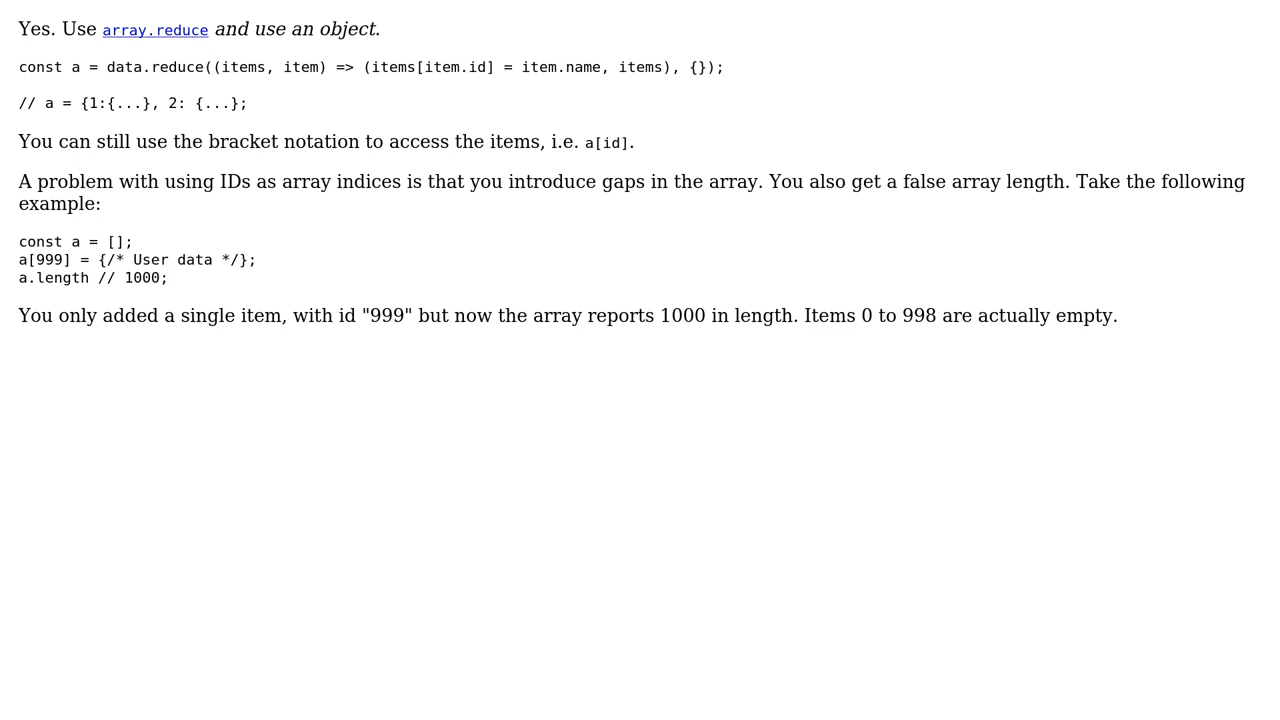 Yes. Use array.reduce and use an object.
const a = data.reduce((items, item) => (items[item.id] = item.name, items), {});
// a = {1:{...}, 2: {...};
You can still use the bracket notation to access the items, i.e. a[id].
A problem with using IDs as array indices is that you introduce gaps in the array. You also get a false array length. Take the following
example:
const a = [];
a[999] = {/* User data */};
a.length // 1000;
You only added a single item, with id "999" but now the array reports 1000 in length. Items 0 to 998 are actually empty.